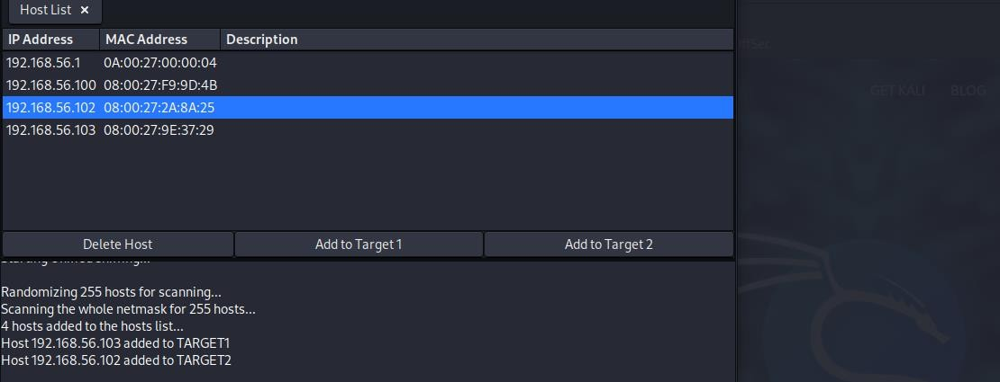 Host List ×
IP Address MAC Address Description
192.168.56.1 0A:00:27:00:00:04
192.168.56.100 08:00:27:F9:9D:4B
192.168.56.102 08:00:27:2A:8A:25
192.168.56.103 08:00:27:9E:37:29
GET KALI BLOG
Delete Host Add to Target 1 Add to Target 2
Randomizing 255 hosts for scanning...
Scanning the whole netmask for 255 hosts...
4 hosts added to the hosts list...
Host 192.168.56.103 added to TARGET1
Host 192.168.56.102 added to TARGET2